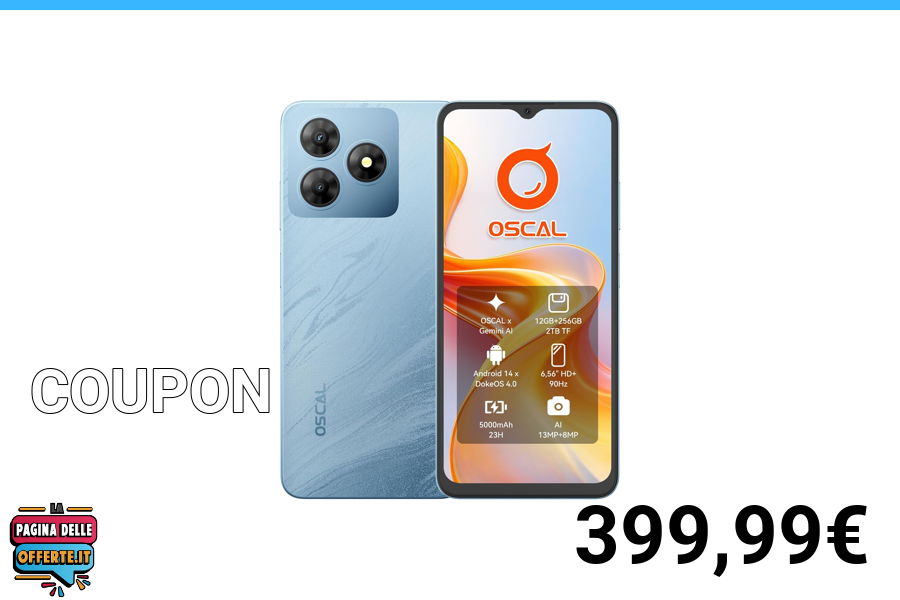 OSCAL
OSCAL x
Gemini AI
12GB+256GB
2TB TF
Android 14 x
DokeOS 4.0
6,56" HD+
90Hz
5000mAh
23H
AI
13MP+8MP
COUPON
OSCAL
LA
PAGINA DELLE
OFFERTE.IT
399,99€